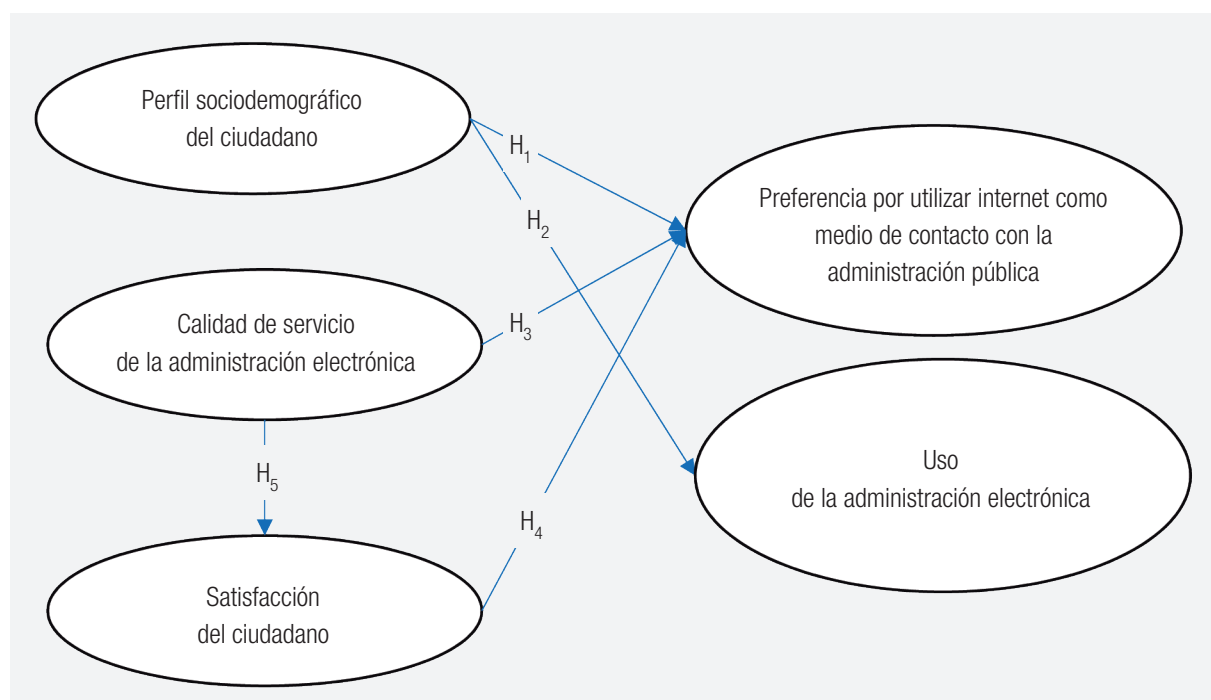 Perfil sociodemográfico
del ciudadano
H₁
H₂
Preferencia por utilizar internet como
medio de contacto con la
administración pública
Calidad de servicio
de la administración electrónica
H₃
H₅
H₄
Uso
de la administración electrónica
Satisfacción
del ciudadano